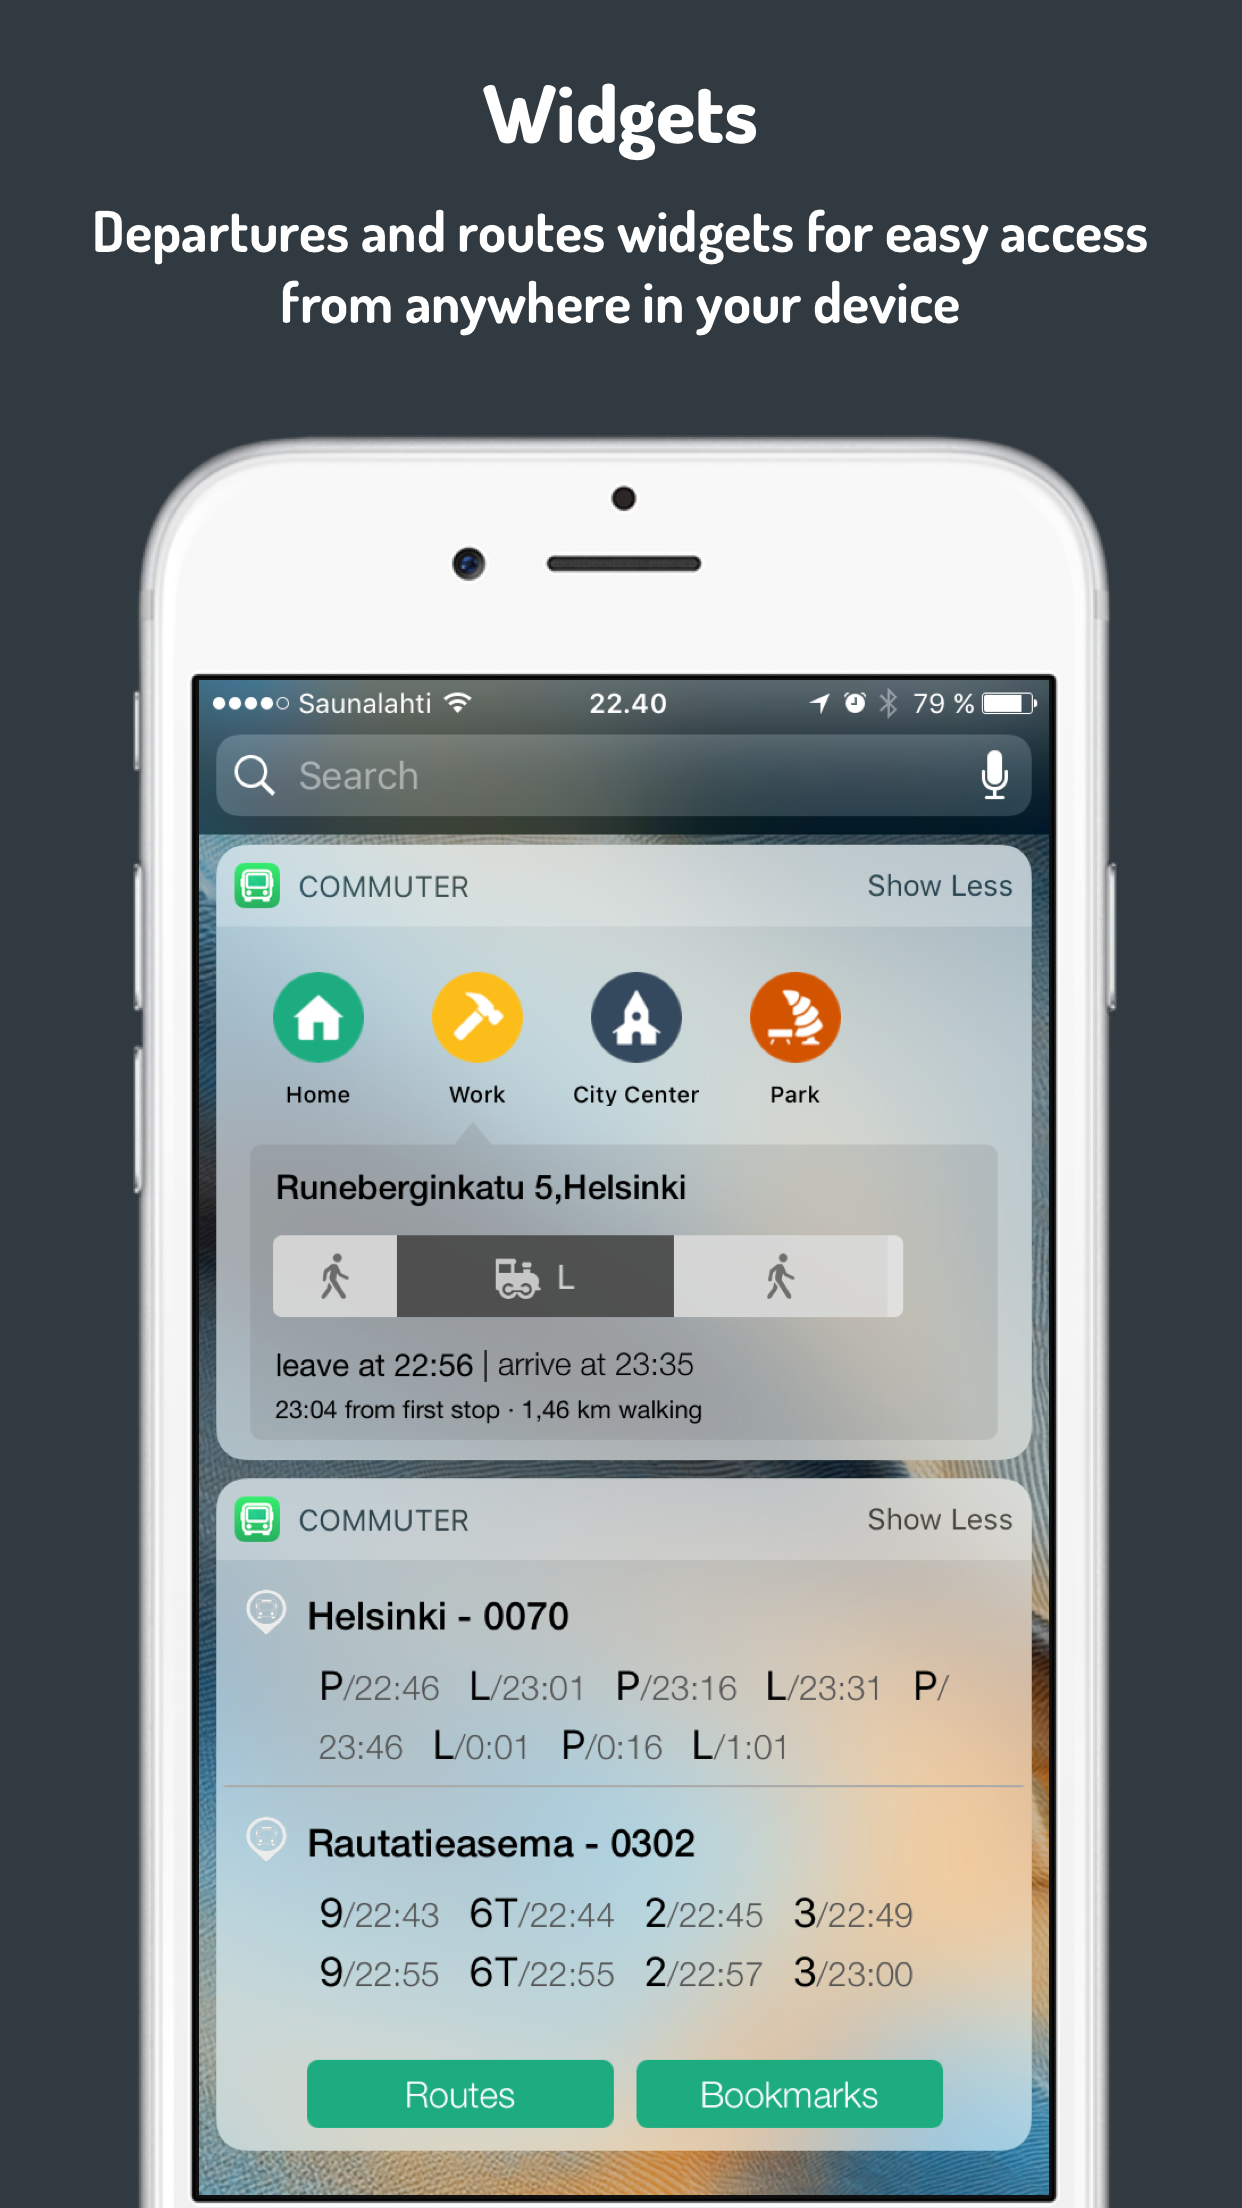 Widgets
Departures and routes widgets for easy access
from anywhere in your device
Saunalahti 22.40 79 %
Search
COMMUTER Show Less
Home Work City Center Park
Runeberginkatu 5,Helsinki
L
leave at 22:56 | arrive at 23:35
23:04 from first stop · 1,46 km walking
COMMUTER Show Less
Helsinki - 0070
P/22:46 L/23:01 P/23:16 L/23:31 P/
23:46 L/0:01 P/0:16 L/1:01
Rautatieasema - 0302
9/22:43 6T/22:44 2/22:45 3/22:49
9/22:55 6T/22:55 2/22:57 3/23:00
Routes Bookmarks